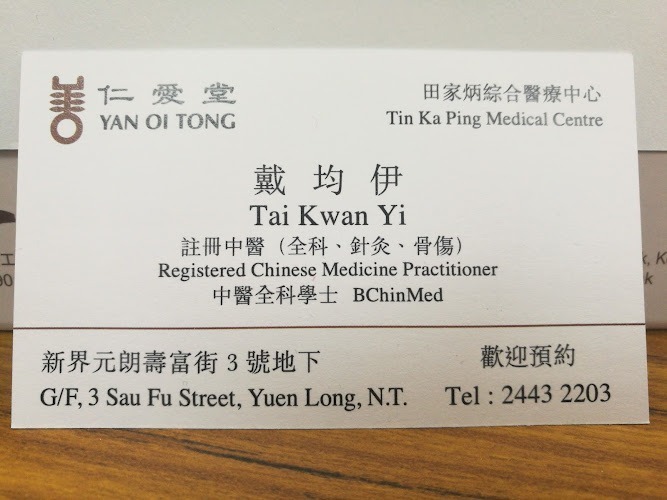 仁愛堂
YAN OI TONG
田家炳綜合醫療中心
Tin Ka Ping Medical Centre
戴均伊
Tai Kwan Yi
註冊中醫（全科、針灸、骨傷）
Registered Chinese Medicine Practitioner
中醫全科學士 BChinMed
新界元朗壽富街 3 號地下
G/F, 3 Sau Fu Street, Yuen Long, N.T.
歡迎預約
Tel : 2443 2203